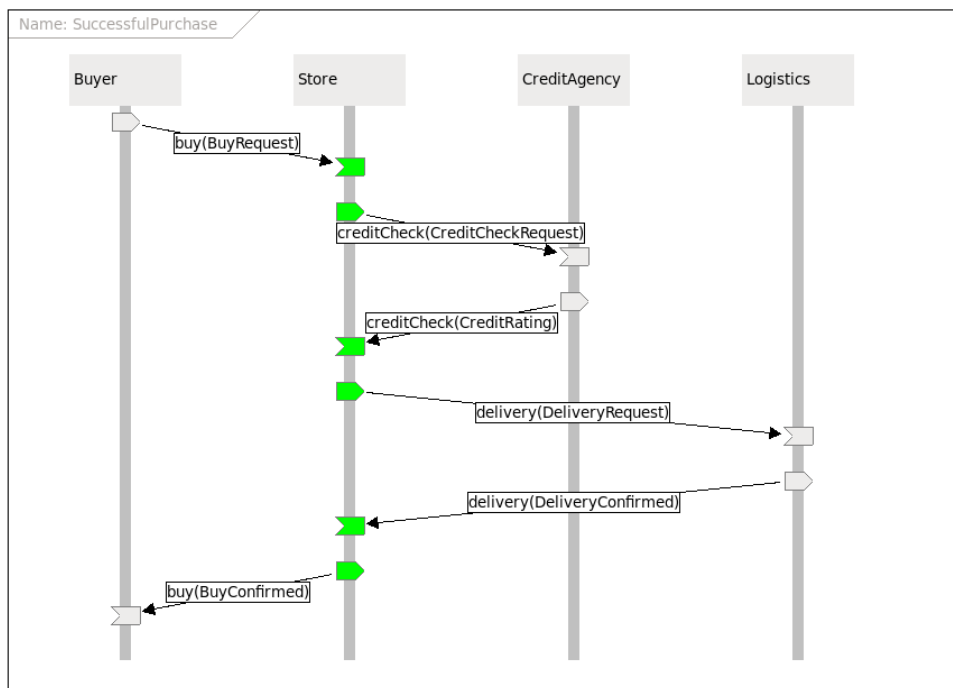 Name: SuccessfulPurchase
Buyer
Store
CreditAgency
Logistics
buy(BuyRequest)
creditCheck(CreditCheckRequest)
creditCheck(CreditRating)
delivery(DeliveryRequest)
delivery(DeliveryConfirmed)
buy(BuyConfirmed)